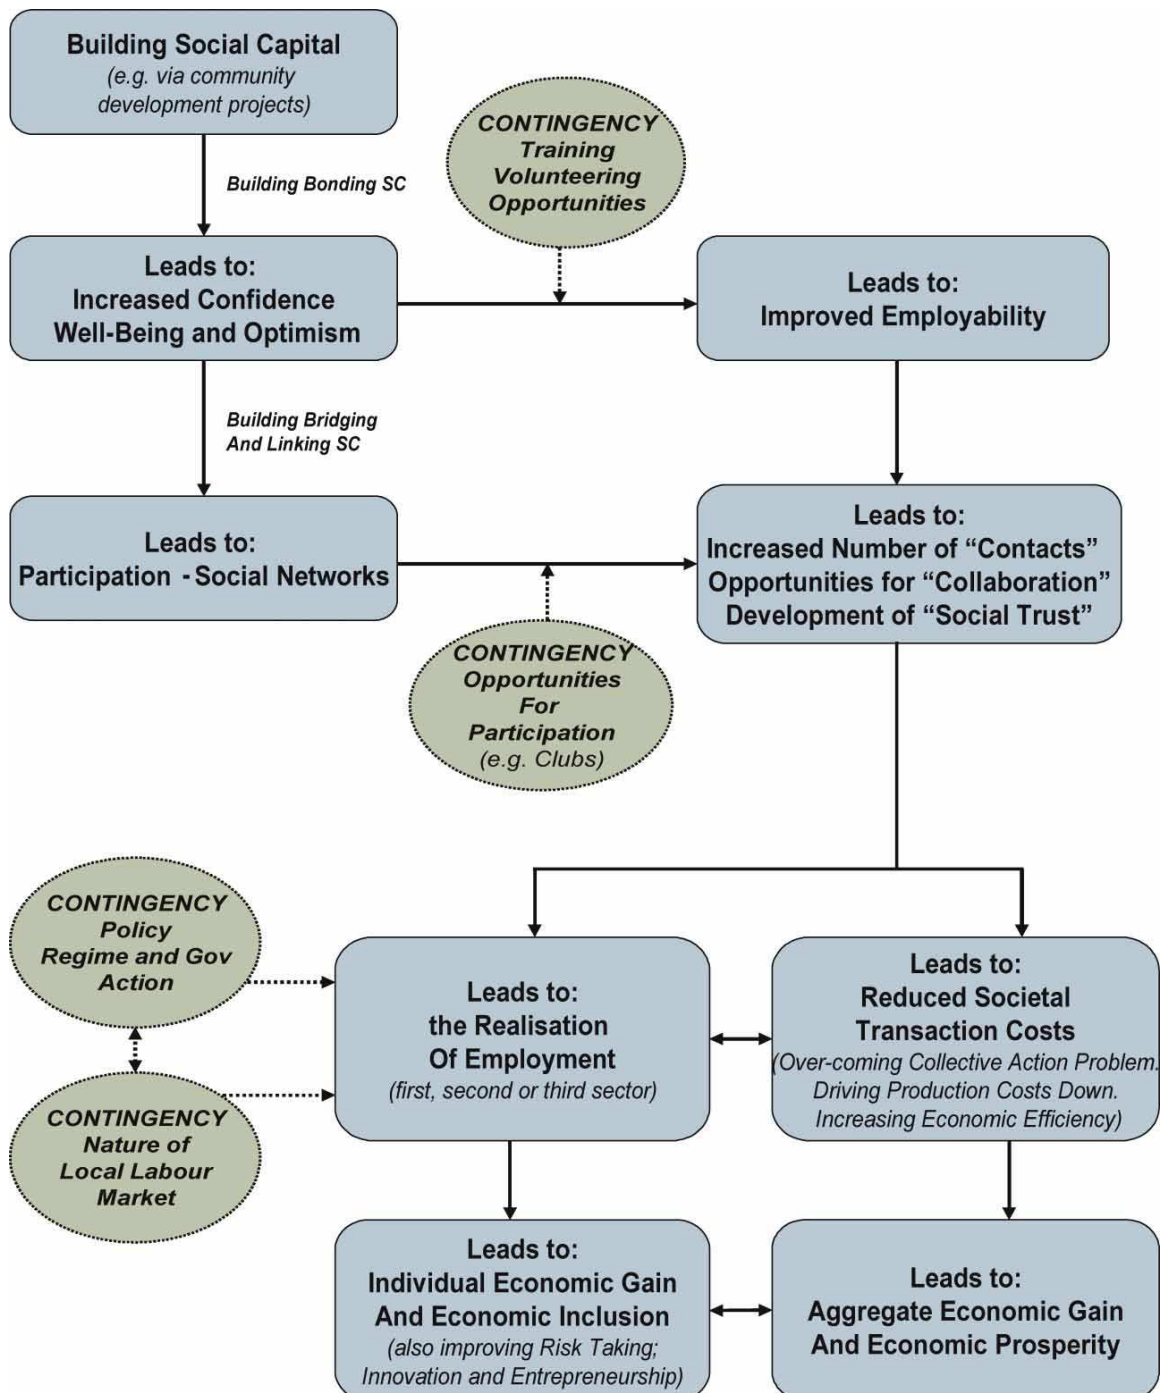 Building Social Capital
(e.g. via community
development projects)
CONTINGENCY
Training
Volunteering
Opportunities
Building Bonding SC
Leads to:
Increased Confidence
Well-Being and Optimism
Leads to:
Improved Employability
Building Bridging
And Linking SC
Leads to:
Participation - Social Networks
Leads to:
Increased Number of “Contacts”
Opportunities for “Collaboration”
Development of “Social Trust”
CONTINGENCY
Opportunities
For
Participation
(e.g. Clubs)
CONTINGENCY
Policy
Regime and Gov
Action
Leads to:
the Realisation
Of Employment
(first, second or third sector)
Leads to:
Reduced Societal
Transaction Costs
(Over-coming Collective Action Problem.
Driving Production Costs Down.
Increasing Economic Efficiency)
CONTINGENCY
Nature of
Local Labour
Market
Leads to:
Individual Economic Gain
And Economic Inclusion
(also improving Risk Taking;
Innovation and Entrepreneurship)
Leads to:
Aggregate Economic Gain
And Economic Prosperity